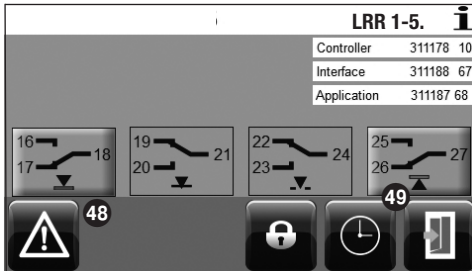 LRR 1-5. i
Controller 311178 10
Interface 311188 67
Application 311187 68
16 17 18
19 20 21
22 23 24
25 26 27
48 49